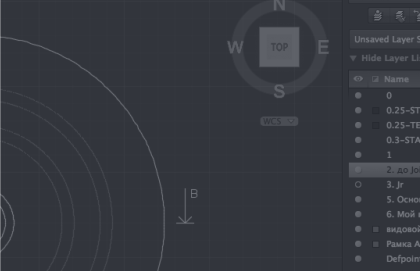 N
W
TOP
E
S
WCS
B
Unsaved Layer S
Hide Layer Li
Name
0
0.25-ST
0.25-TE
0.3-STA
1
2. до Jo
3. Jr
5. Осно
6. Мой
видовой
Рамка А
Defpoint